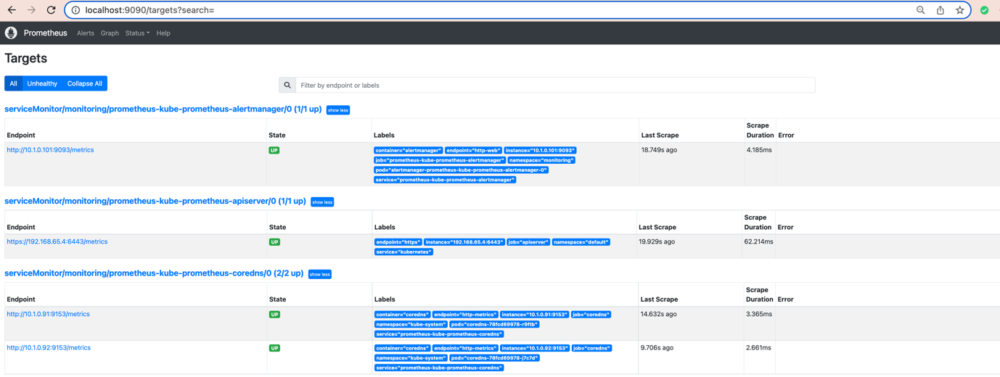 localhost:9090/targets?search=
Prometheus Alerts Graph Status Help
Targets
All Unhealthy Collapse All
Filter by endpoint or labels
serviceMonitor/monitoring/prometheus-kube-prometheus-alertmanager/0 (1/1 up) show less
Endpoint State Labels Last Scrape Scrape Duration Error
http://10.1.0.101:9093/metrics UP container="alertmanager" endpoint="http-web" instance="10.1.0.101:9093" 18.749s ago 4.185ms
job="prometheus-kube-prometheus-alertmanager" namespace="monitoring"
pod="alertmanager-prometheus-kube-prometheus-alertmanager-0"
service="prometheus-kube-prometheus-alertmanager"
serviceMonitor/monitoring/prometheus-kube-prometheus-apiserver/0 (1/1 up) show less
Endpoint State Labels Last Scrape Scrape Duration Error
https://192.168.65.4:6443/metrics UP endpoint="https" instance="192.168.65.4:6443" job="apiserver" namespace="default" 19.929s ago 62.214ms
service="kubernetes"
serviceMonitor/monitoring/prometheus-kube-prometheus-coredns/0 (2/2 up) show less
Endpoint State Labels Last Scrape Scrape Duration Error
http://10.1.0.91:9153/metrics UP container="coredns" endpoint="http-metrics" instance="10.1.0.91:9153" job="coredns" 14.632s ago 3.365ms
namespace="kube-system" pod="coredns-78fcd69978-r9ftb"
service="prometheus-kube-prometheus-coredns"
http://10.1.0.92:9153/metrics UP container="coredns" endpoint="http-metrics" instance="10.1.0.92:9153" job="coredns" 9.706s ago 2.661ms
namespace="kube-system" pod="coredns-78fcd69978-j7c7d"
service="prometheus-kube-prometheus-coredns"